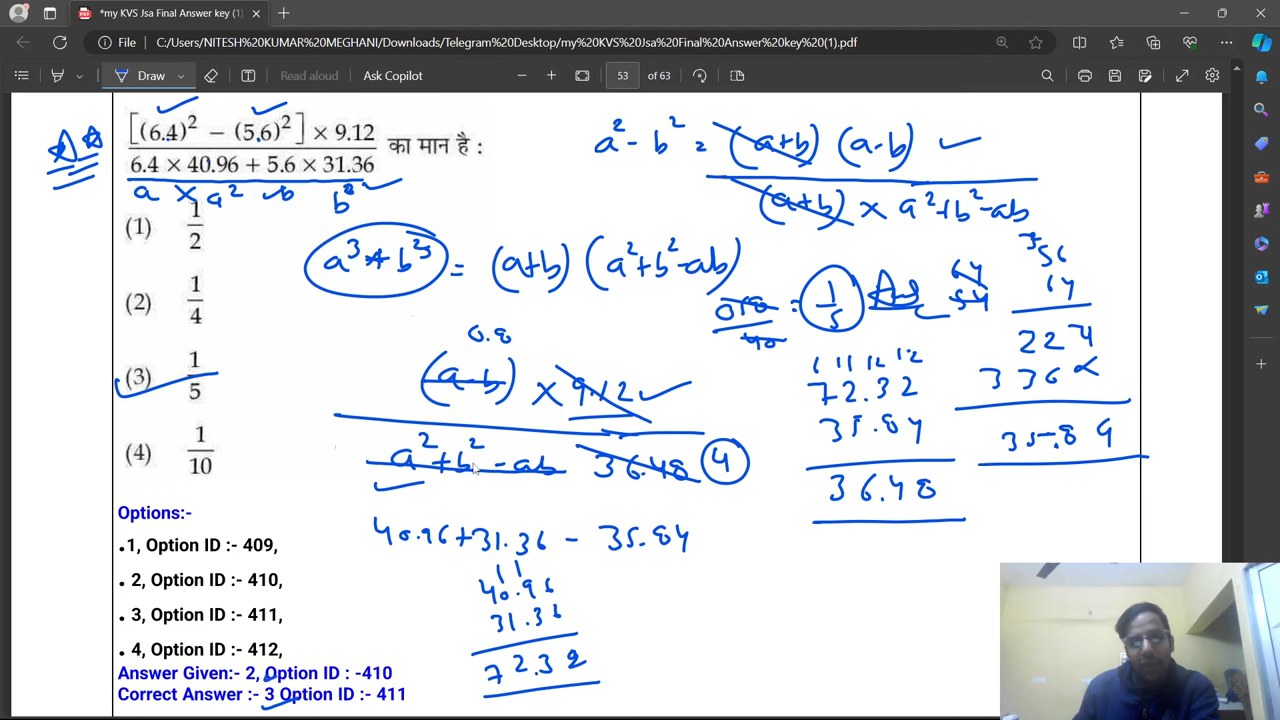 *my KVS Jsa Final Answer key (1)
File C:/Users/NITESH%20KUMAR%20MEGHANI/Downloads/Telegram%20Desktop/my%20KVS%20Jsa%20Final%20Answer%20key%20(1).pdf
Draw Read aloud Ask Copilot 53 of 63
[(6.4)² − (5.6)²] × 9.12
6.4 × 40.96 + 5.6 × 31.36
का मान है :
a × a² b b²
a² - b² = (a+b) (a-b)
(a+b) × a²+b²-ab
(1) 1/2
a³ + b³ = (a+b) (a²+b²-ab)
(2) 1/4
= 1/5 Ans
64
54
56
64
224
336×
35.84
0.8
(a-b) × 9.12
a²+b²-ab 36.48 4
(3) 1/5
72.32
35.84
36.48
(4) 1/10
40.96+31.36 - 35.84
40.96
31.36
72.32
Options:-
.1, Option ID :- 409,
. 2, Option ID :- 410,
. 3, Option ID :- 411,
. 4, Option ID :- 412,
Answer Given:- 2, Option ID : -410
Correct Answer :- 3 Option ID :- 411